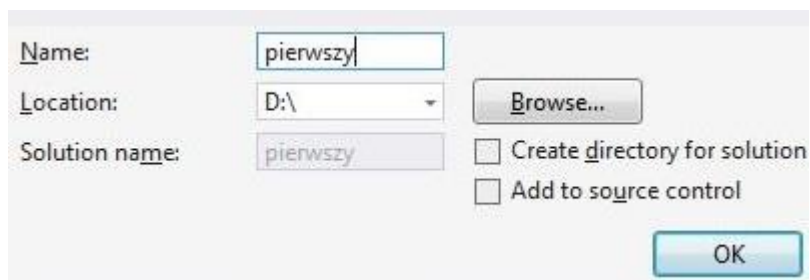 Name: pierwszy
Location: D:\ Browse...
Solution name: pierwszy Create directory for solution
Add to source control
OK